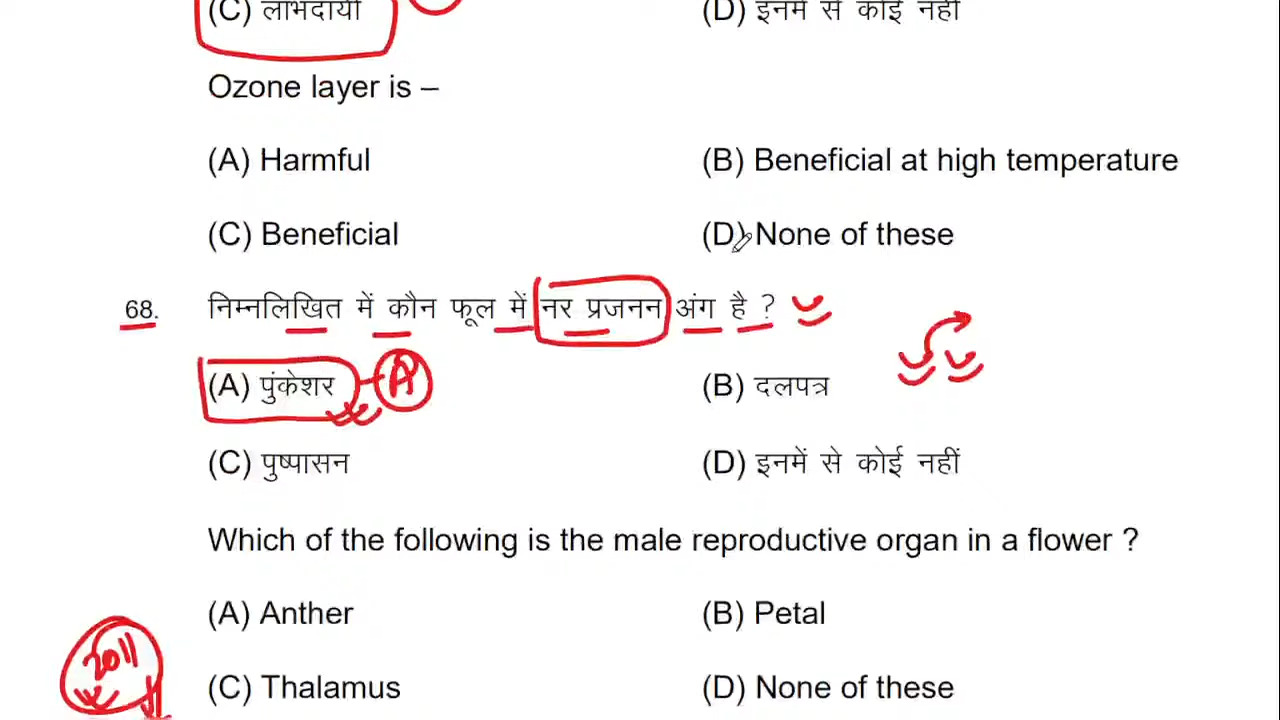 (C) लाभदायी (D) इनमें से कोई नहीं
Ozone layer is –
(A) Harmful (B) Beneficial at high temperature
(C) Beneficial (D) None of these
68. निम्नलिखित में कौन फूल में नर प्रजनन अंग है ?
(A) पुंकेशर A (B) दलपत्र
(C) पुष्पासन (D) इनमें से कोई नहीं
Which of the following is the male reproductive organ in a flower ?
(A) Anther (B) Petal
2011
(C) Thalamus (D) None of these